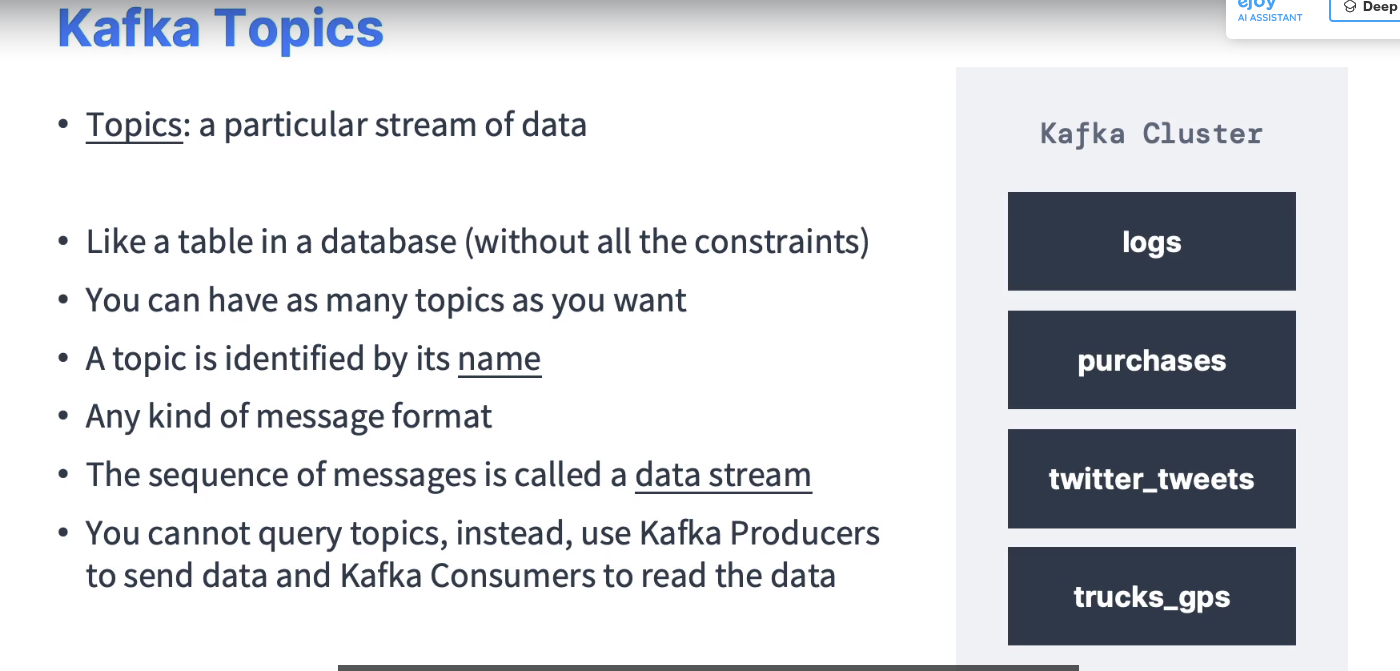 Kafka Topics
ejoy
AI ASSISTANT
Deep
• Topics: a particular stream of data
• Like a table in a database (without all the constraints)
• You can have as many topics as you want
• A topic is identified by its name
• Any kind of message format
• The sequence of messages is called a data stream
• You cannot query topics, instead, use Kafka Producers
to send data and Kafka Consumers to read the data
Kafka Cluster
logs
purchases
twitter_tweets
trucks_gps